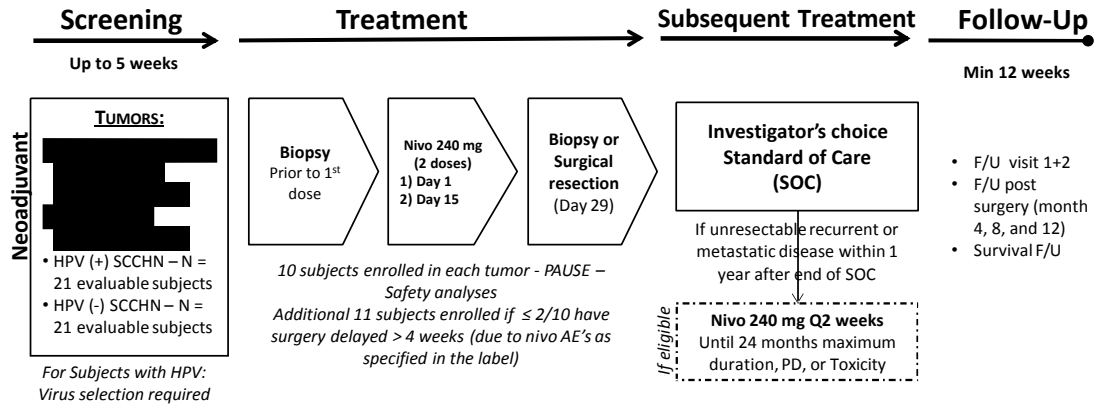 Screening
Treatment
Subsequent Treatment
Follow-Up
Up to 5 weeks
Min 12 weeks
Neoadjuvant
TUMORS:
• HPV (+) SCCHN – N =
21 evaluable subjects
• HPV (-) SCCHN – N =
21 evaluable subjects
For Subjects with HPV:
Virus selection required
Biopsy
Prior to 1st
dose
Nivo 240 mg
(2 doses)
1) Day 1
2) Day 15
Biopsy or
Surgical
resection
(Day 29)
10 subjects enrolled in each tumor - PAUSE –
Safety analyses
Additional 11 subjects enrolled if ≤ 2/10 have
surgery delayed > 4 weeks (due to nivo AE's as
specified in the label)
Investigator's choice
Standard of Care
(SOC)
If unresectable recurrent or
metastatic disease within 1
year after end of SOC
If eligible
Nivo 240 mg Q2 weeks
Until 24 months maximum
duration, PD, or Toxicity
• F/U visit 1+2
• F/U post
surgery (month
4, 8, and 12)
• Survival F/U